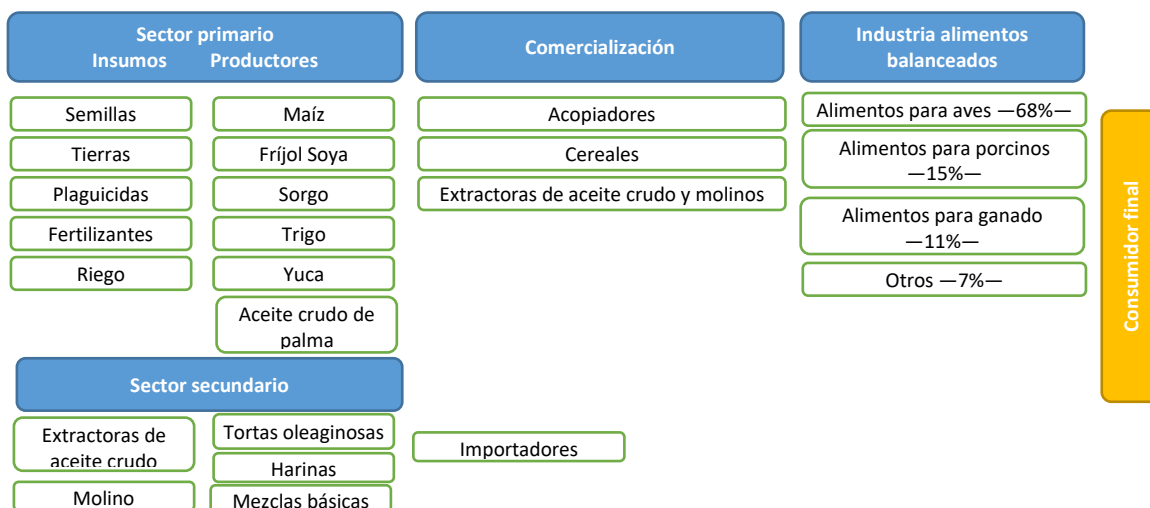 Sector primario
Insumos Productores
Semillas
Tierras
Plaguicidas
Fertilizantes
Riego
Maíz
Fríjol Soya
Sorgo
Trigo
Yuca
Aceite crudo de
palma
Sector secundario
Extractoras de
aceite crudo
Molino
Tortas oleaginosas
Harinas
Mezclas básicas
Comercialización
Acopiadores
Cereales
Extractoras de aceite crudo y molinos
Importadores
Industria alimentos
balanceados
Alimentos para aves —68%—
Alimentos para porcinos
—15%—
Alimentos para ganado
—11%—
Otros —7%—
Consumidor final